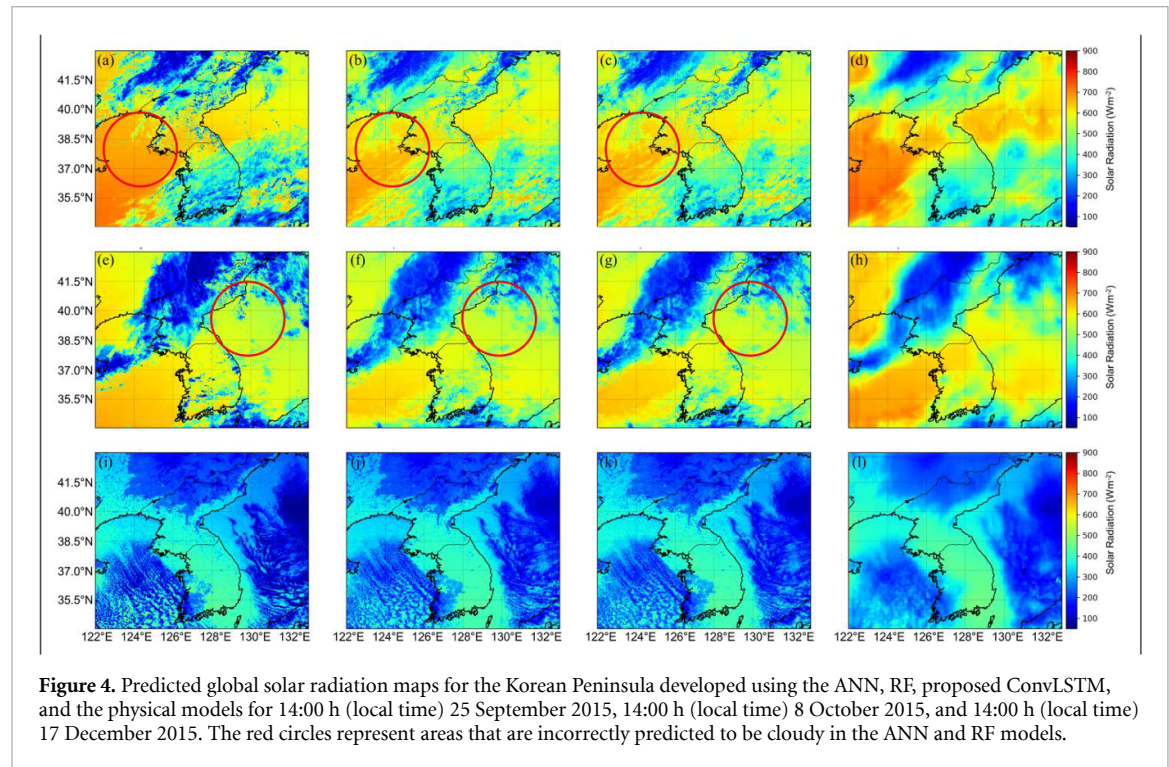 (a) (b) (c) (d)
41.5°N
40.0°N
38.5°N
37.0°N
35.5°N
900
800
700
600
500
400
300
200
100
Solar Radiation (Wm⁻²)
(e) (f) (g) (h)
41.5°N
40.0°N
38.5°N
37.0°N
35.5°N
900
800
700
600
500
400
300
200
100
Solar Radiation (Wm⁻²)
(i) (j) (k) (l)
41.5°N
40.0°N
38.5°N
37.0°N
35.5°N
900
800
700
600
500
400
300
200
100
Solar Radiation (Wm⁻²)
122°E 124°E 126°E 128°E 130°E 132°E 122°E 124°E 126°E 128°E 130°E 132°E 122°E 124°E 126°E 128°E 130°E 132°E 122°E 124°E 126°E 128°E 130°E 132°E
Figure 4. Predicted global solar radiation maps for the Korean Peninsula developed using the ANN, RF, proposed ConvLSTM,
and the physical models for 14:00 h (local time) 25 September 2015, 14:00 h (local time) 8 October 2015, and 14:00 h (local time)
17 December 2015. The red circles represent areas that are incorrectly predicted to be cloudy in the ANN and RF models.